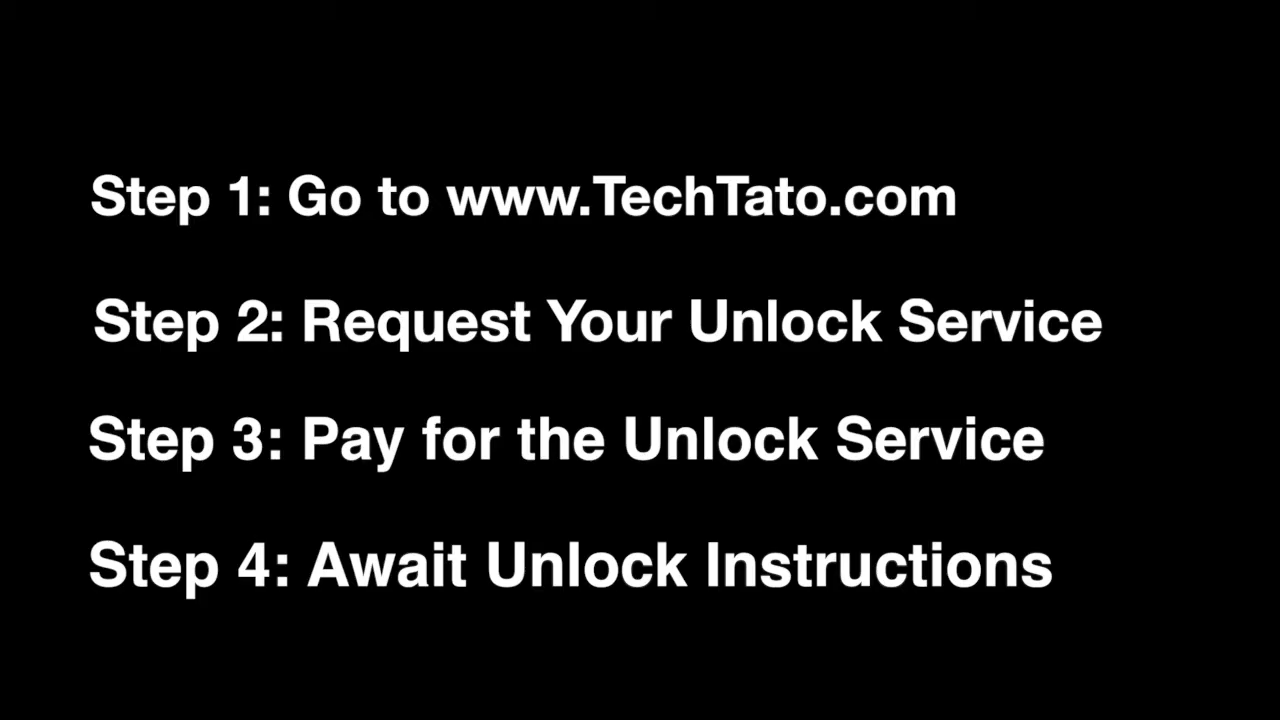 Step 1: Go to www.TechTato.com
Step 2: Request Your Unlock Service
Step 3: Pay for the Unlock Service
Step 4: Await Unlock Instructions